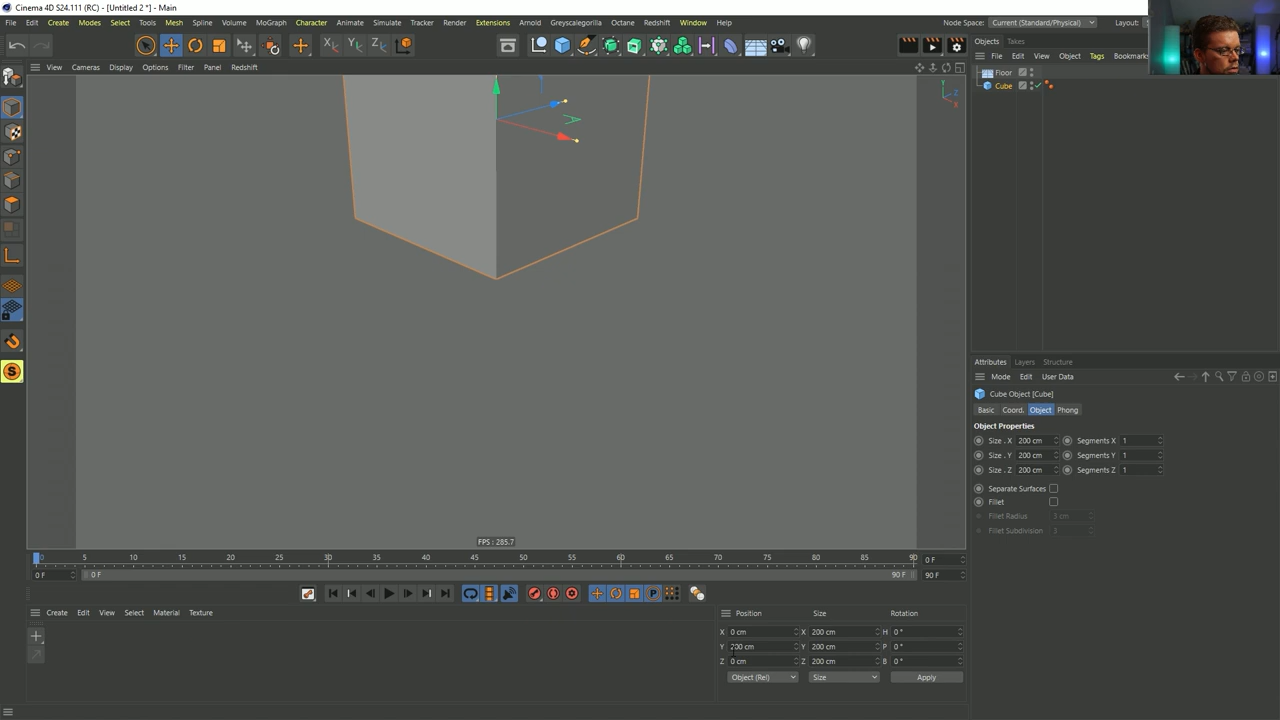 Cinema 4D S24.111 (RC) - [Untitled 2 *] - Main
File Edit Create Modes Select Tools Mesh Spline Volume MoGraph Character Animate Simulate Tracker Render Extensions Arnoid Greyscalegorilla Octane Redshift Window Help Node Space: Current (Standard/Physical) Layout:
X Y Z
View Cameras Display Options Filter Panel Redshift
Objects Takes
File Edit View Object Tags Bookmarks
Floor
Cube
Y
Z
X
S
Attributes Layers Structure
Mode Edit User Data
Cube Object [Cube]
Basic Coord. Object Phong
Object Properties
Size . X 200 cm Segments X 1
Size . Y 200 cm Segments Y 1
Size . Z 200 cm Segments Z 1
Separate Surfaces
Fillet
Fillet Radius 3 cm
Fillet Subdivision 3
FPS : 285.7
0 5 10 15 20 25 30 35 40 45 50 55 60 65 70 75 80 85 90 0 F
0 F 0 F 90 F 90 F
P
Create Edit View Select Material Texture
Position Size Rotation
X 0 cm X 200 cm H 0 °
Y 200 cm Y 200 cm P 0 °
Z 0 cm Z 200 cm B 0 °
Object (Rel) Size Apply